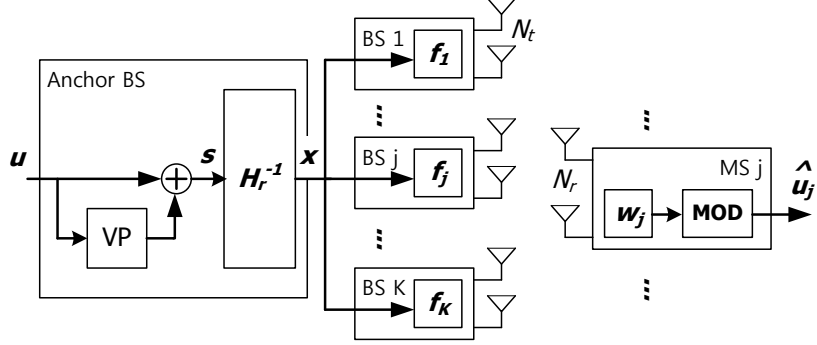 Anchor BS
u
VP
+
s
H_r^-1
x
BS 1
f_1
N_t
...
BS j
f_j
...
BS K
f_K
...
N_r
MS j
w_j
MOD
û_j
...